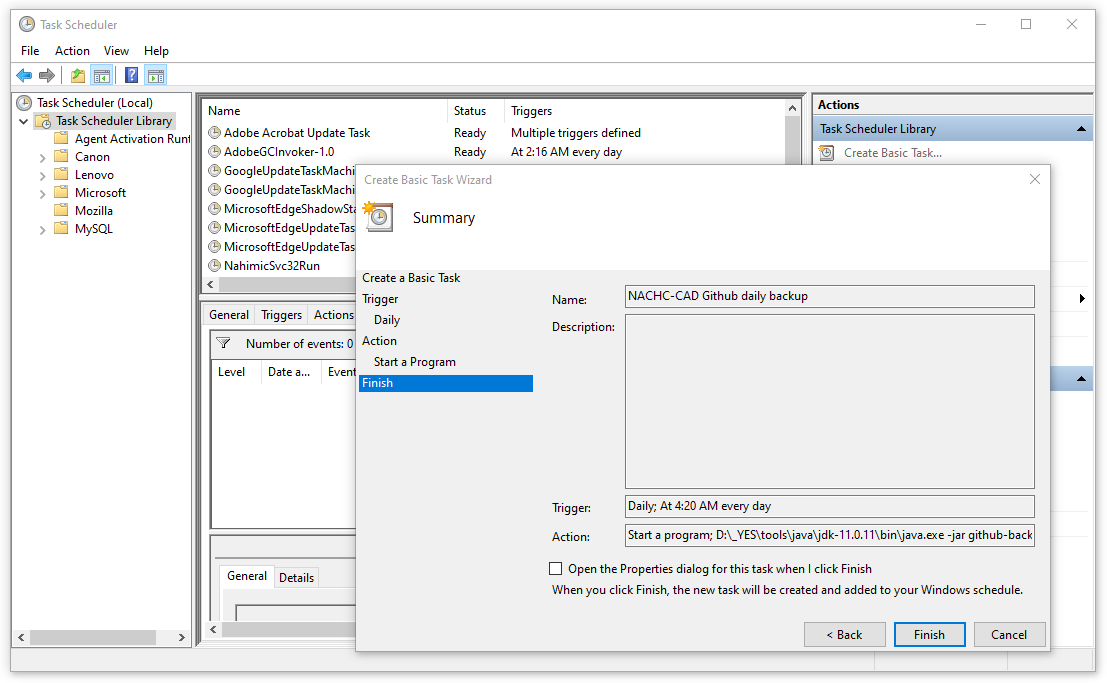 Task Scheduler
File Action View Help
Task Scheduler (Local)
Task Scheduler Library
Agent Activation Runt
Canon
Lenovo
Microsoft
Mozilla
MySQL
Name Status Triggers
Adobe Acrobat Update Task Ready Multiple triggers defined
AdobeGCInvoker-1.0 Ready At 2:16 AM every day
GoogleUpdateTaskMachi
GoogleUpdateTaskMachi
MicrosoftEdgeShadowSta
MicrosoftEdgeUpdateTas
MicrosoftEdgeUpdateTas
NahimicSvc32Run
General Triggers Actions
Number of events: 0
Level Date a... Event
General Details
Actions
Task Scheduler Library
Create Basic Task...
Create Basic Task Wizard
Summary
Create a Basic Task
Trigger
Daily
Action
Start a Program
Finish
Name: NACHC-CAD Github daily backup
Description:
Trigger: Daily; At 4:20 AM every day
Action: Start a program; D:\_YES\tools\java\jdk-11.0.11\bin\java.exe -jar github-back
Open the Properties dialog for this task when I click Finish
When you click Finish, the new task will be created and added to your Windows schedule.
< Back Finish Cancel